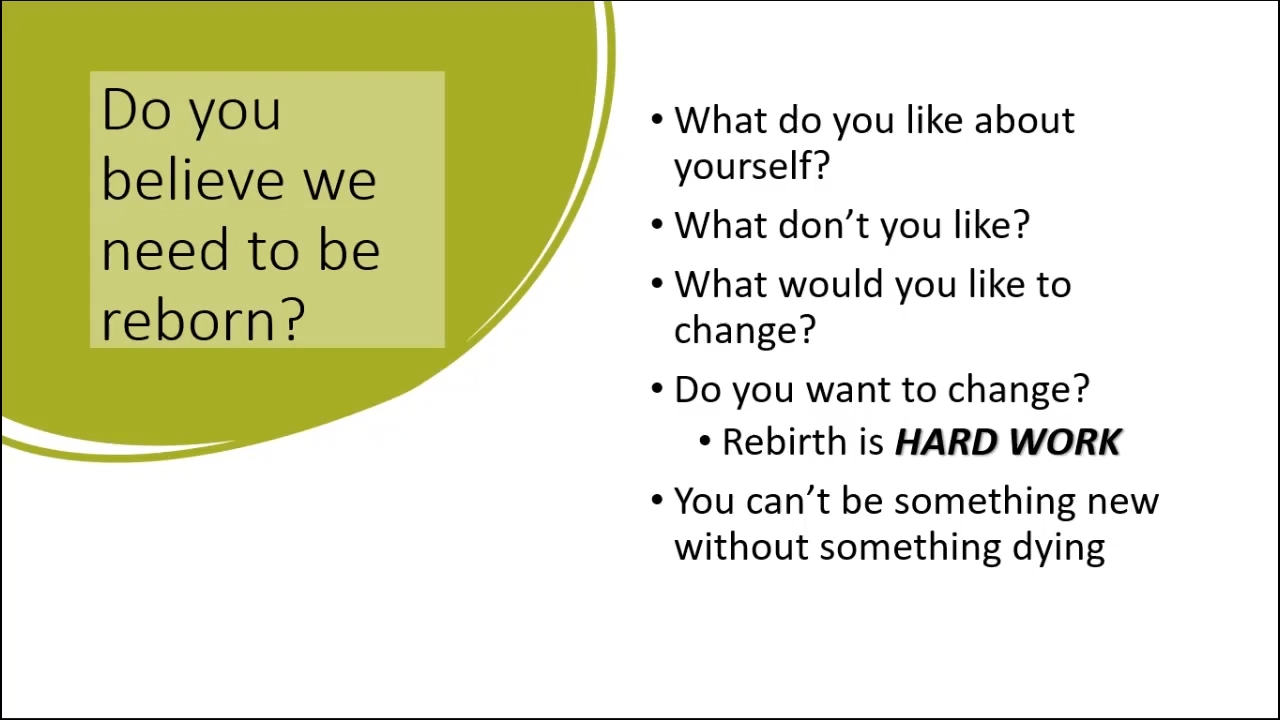 Do you
believe we
need to be
reborn?
• What do you like about
yourself?
• What don’t you like?
• What would you like to
change?
• Do you want to change?
• Rebirth is HARD WORK
• You can’t be something new
without something dying